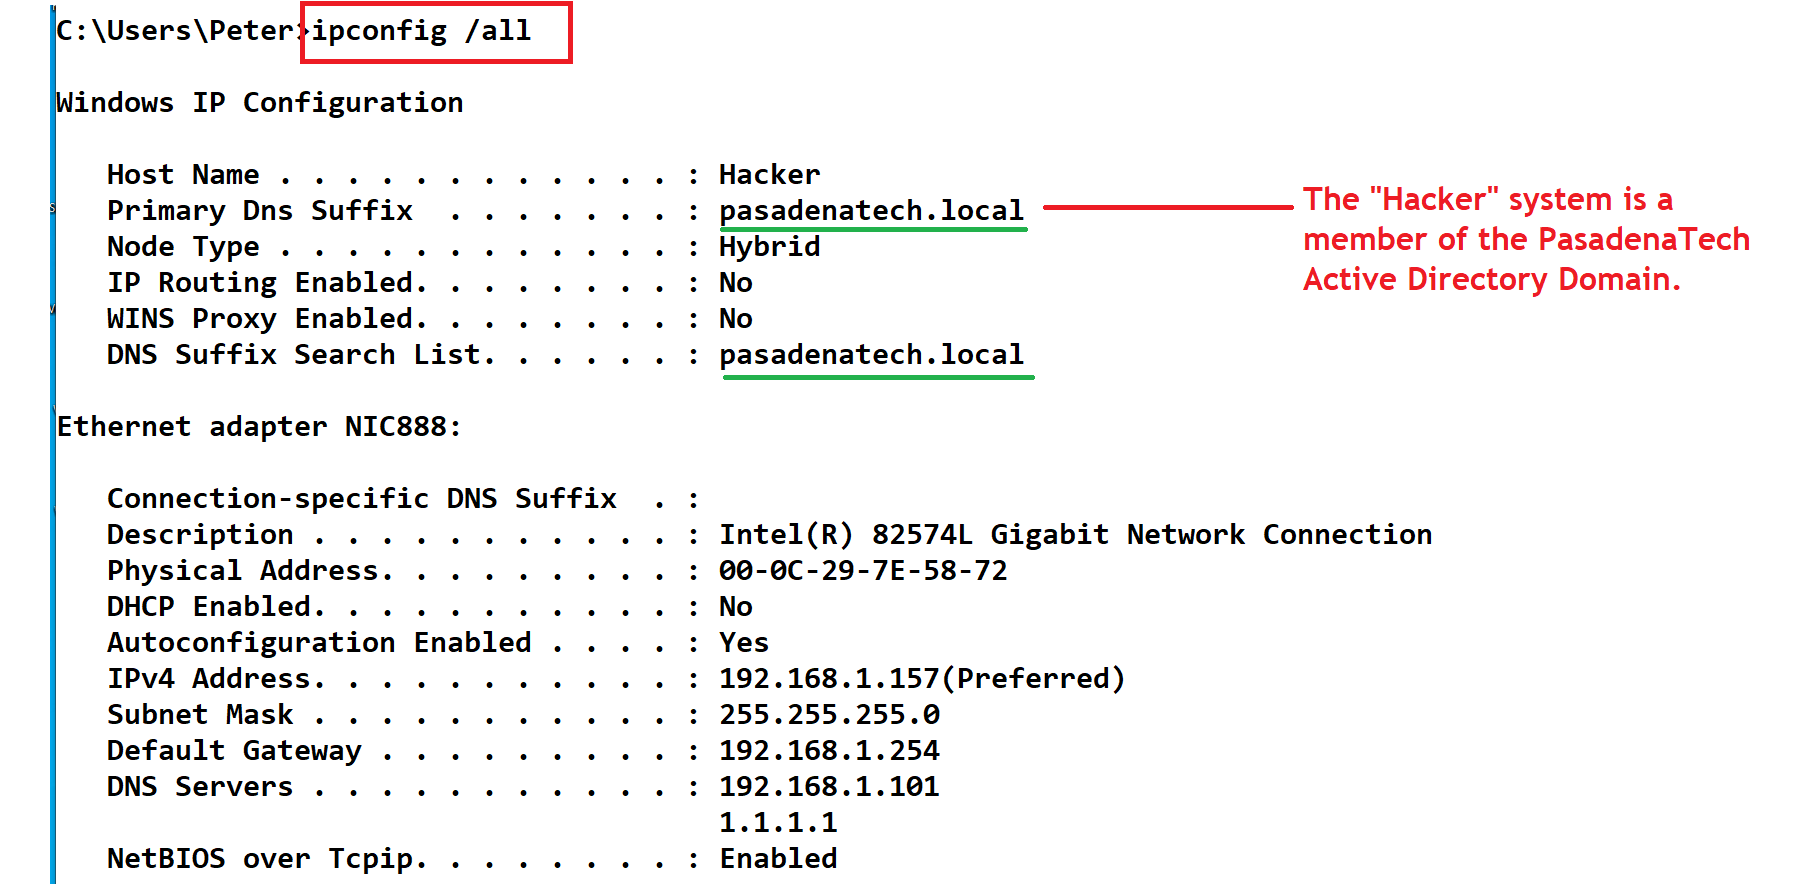 C:\Users\Peter>ipconfig /all
Windows IP Configuration
Host Name . . . . . . . . . . . . : Hacker
Primary Dns Suffix  . . . . . . . : pasadenatech.local
Node Type . . . . . . . . . . . . : Hybrid
IP Routing Enabled. . . . . . . . : No
WINS Proxy Enabled. . . . . . . . : No
DNS Suffix Search List. . . . . . : pasadenatech.local
The "Hacker" system is a
member of the PasadenaTech
Active Directory Domain.
Ethernet adapter NIC888:
Connection-specific DNS Suffix  . :
Description . . . . . . . . . . . : Intel(R) 82574L Gigabit Network Connection
Physical Address. . . . . . . . . : 00-0C-29-7E-58-72
DHCP Enabled. . . . . . . . . . . : No
Autoconfiguration Enabled . . . . : Yes
IPv4 Address. . . . . . . . . . . : 192.168.1.157(Preferred)
Subnet Mask . . . . . . . . . . . : 255.255.255.0
Default Gateway . . . . . . . . . : 192.168.1.254
DNS Servers . . . . . . . . . . . : 192.168.1.101
1.1.1.1
NetBIOS over Tcpip. . . . . . . . : Enabled